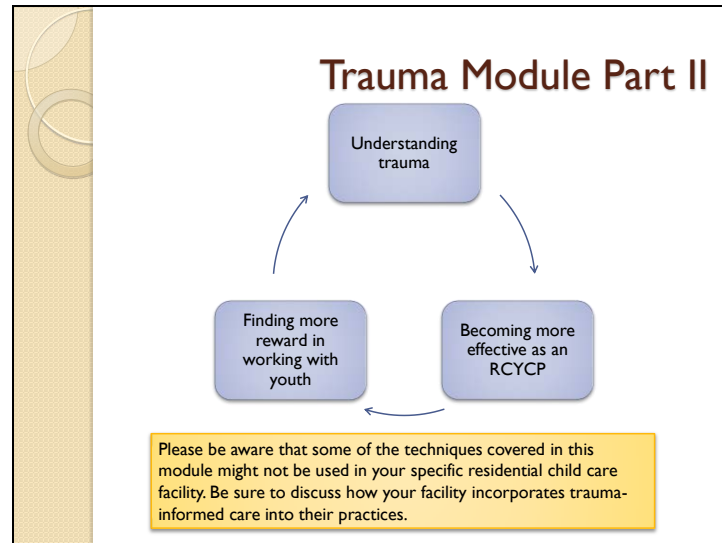 Trauma Module Part II
Understanding
trauma
Finding more
reward in
working with
youth
Becoming more
effective as an
RCYCP
Please be aware that some of the techniques covered in this
module might not be used in your specific residential child care
facility. Be sure to discuss how your facility incorporates trauma-
informed care into their practices.